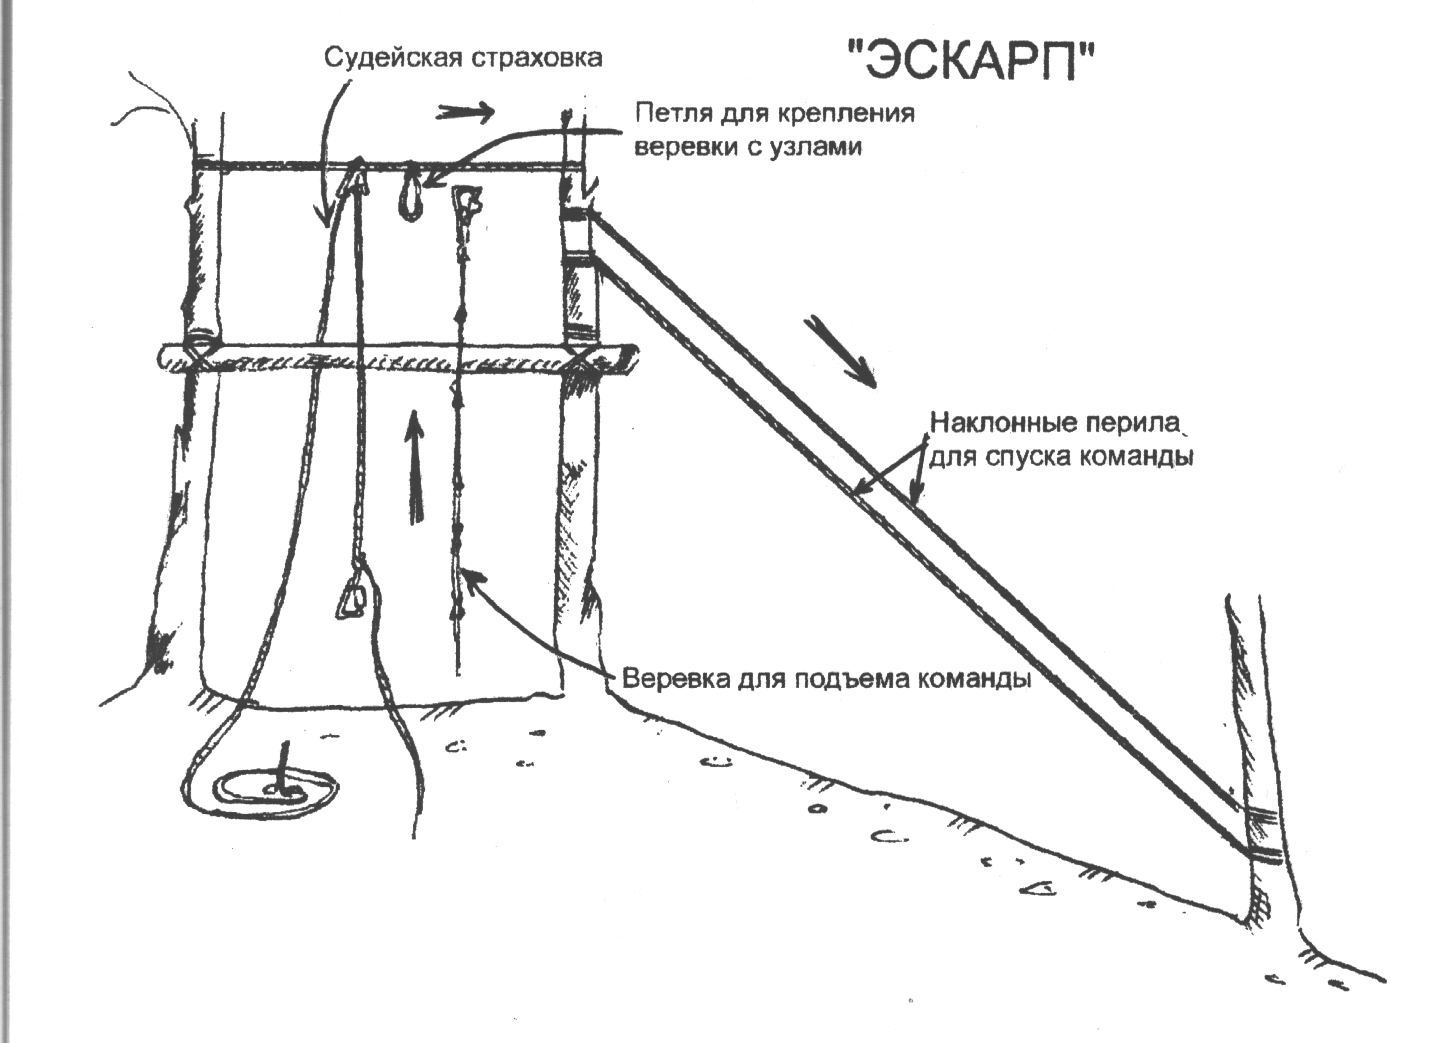 "ЭСКАРП"
Судейская страховка
Петля для крепления
веревки с узлами
Наклонные перила
для спуска команды
Веревка для подъема команды